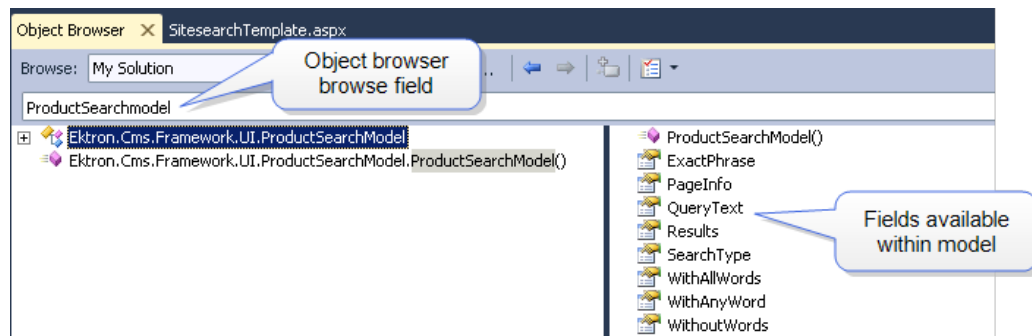 Object Browser SitesearchTemplate.aspx
Browse: My Solution
Object browser
browse field
ProductSearchmodel
Ektron.Cms.Framework.UI.ProductSearchModel
Ektron.Cms.Framework.UI.ProductSearchModel.ProductSearchModel()
ProductSearchModel()
ExactPhrase
PageInfo
QueryText
Results
SearchType
WithAllWords
WithAnyWord
WithoutWords
Fields available
within model